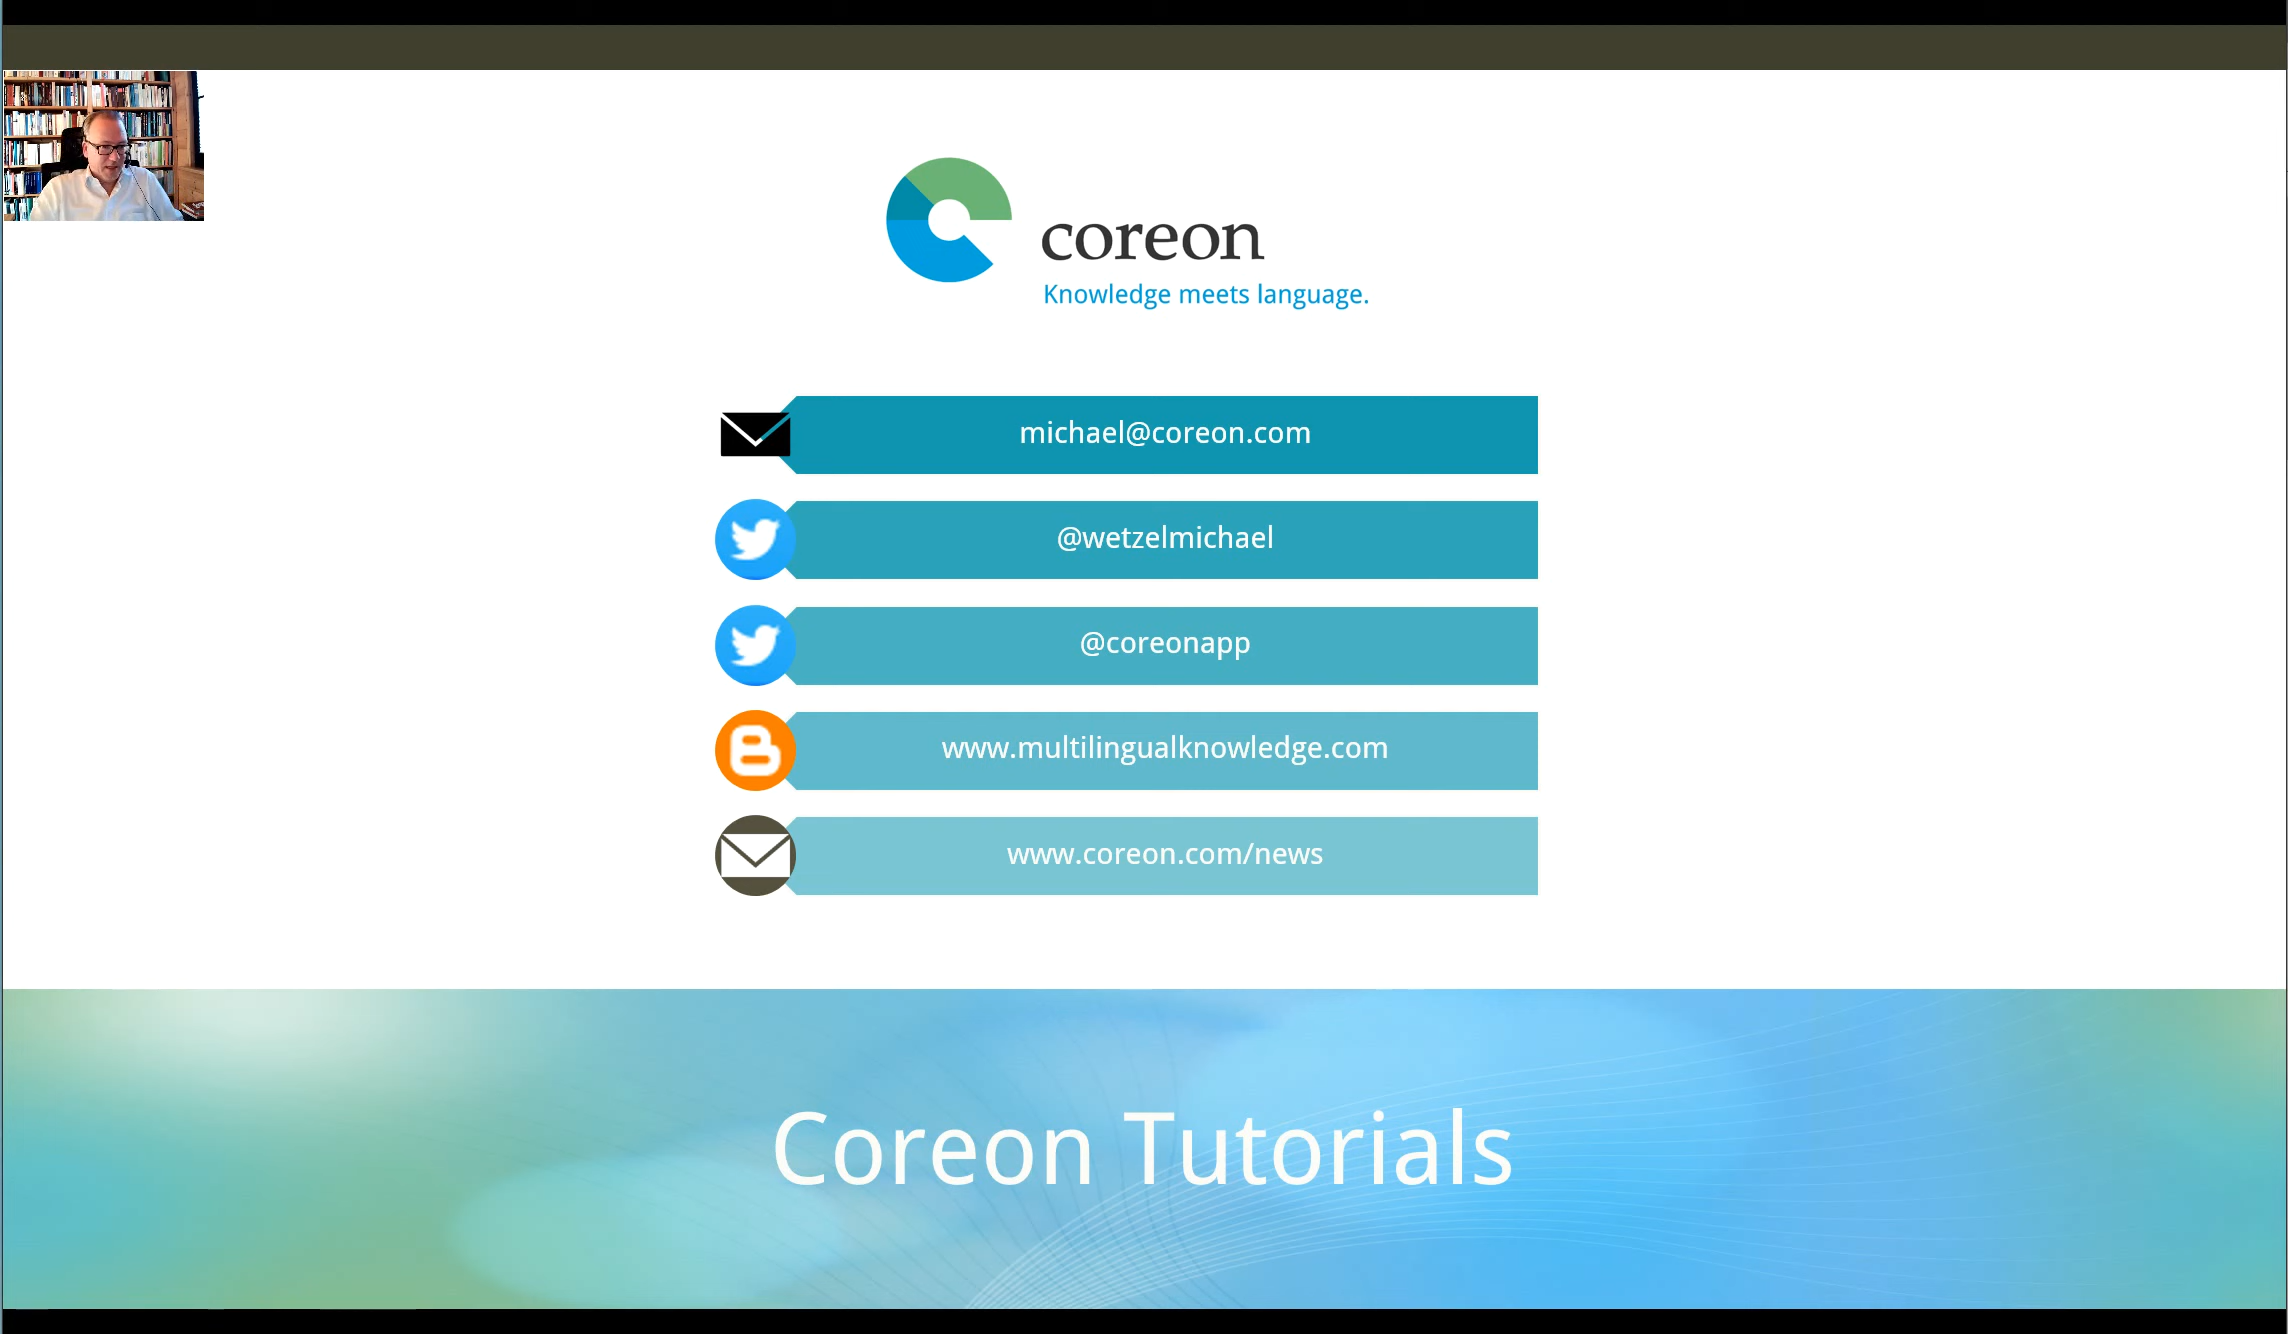 coreon
Knowledge meets language.
michael@coreon.com
@wetzelmichael
@coreonapp
www.multilingualknowledge.com
www.coreon.com/news
Coreon Tutorials